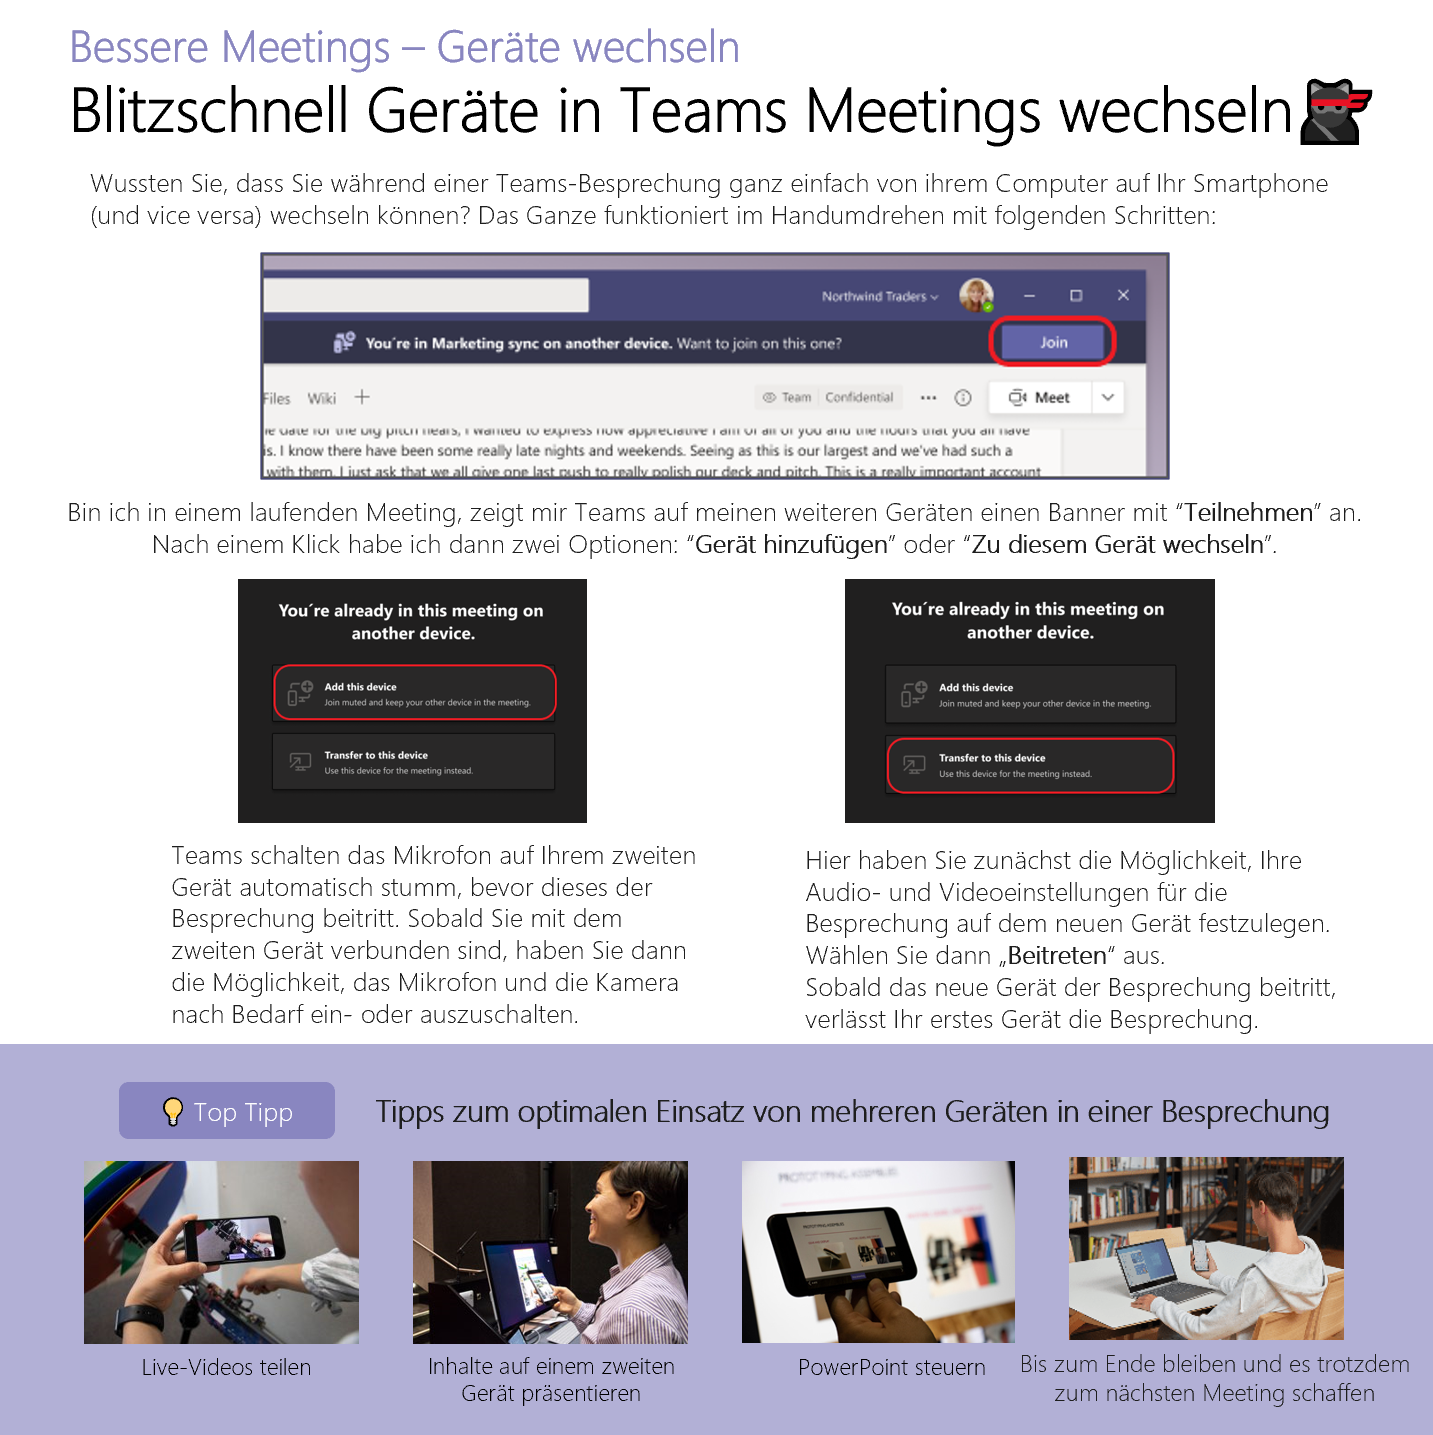 Bessere Meetings – Geräte wechseln
Blitzschnell Geräte in Teams Meetings wechseln
Wussten Sie, dass Sie während einer Teams-Besprechung ganz einfach von ihrem Computer auf Ihr Smartphone
(und vice versa) wechseln können? Das Ganze funktioniert im Handumdrehen mit folgenden Schritten:
Northwind Traders
You´re in Marketing sync on another device. Want to join on this one?
Join
Files Wiki
Team Confidential
Meet
le date for the big pitch nears, I wanted to express how appreciative I am of all of you and the hours that you all have
is. I know there have been some really late nights and weekends. Seeing as this is our largest and we've had such a
with them, I just ask that we all give one last push to really polish our deck and pitch. This is a really important account
Bin ich in einem laufenden Meeting, zeigt mir Teams auf meinen weiteren Geräten einen Banner mit “Teilnehmen” an.
Nach einem Klick habe ich dann zwei Optionen: “Gerät hinzufügen” oder “Zu diesem Gerät wechseln”.
You´re already in this meeting on
another device.
Add this device
Join muted and keep your other device in the meeting.
Transfer to this device
Use this device for the meeting instead.
You´re already in this meeting on
another device.
Add this device
Join muted and keep your other device in the meeting.
Transfer to this device
Use this device for the meeting instead.
Teams schalten das Mikrofon auf Ihrem zweiten
Gerät automatisch stumm, bevor dieses der
Besprechung beitritt. Sobald Sie mit dem
zweiten Gerät verbunden sind, haben Sie dann
die Möglichkeit, das Mikrofon und die Kamera
nach Bedarf ein- oder auszuschalten.
Hier haben Sie zunächst die Möglichkeit, Ihre
Audio- und Videoeinstellungen für die
Besprechung auf dem neuen Gerät festzulegen.
Wählen Sie dann „Beitreten“ aus.
Sobald das neue Gerät der Besprechung beitritt,
verlässt Ihr erstes Gerät die Besprechung.
Top Tipp
Tipps zum optimalen Einsatz von mehreren Geräten in einer Besprechung
PROTOTYPING ASSEMBLIES
Live-Videos teilen
Inhalte auf einem zweiten
Gerät präsentieren
PowerPoint steuern
Bis zum Ende bleiben und es trotzdem
zum nächsten Meeting schaffen